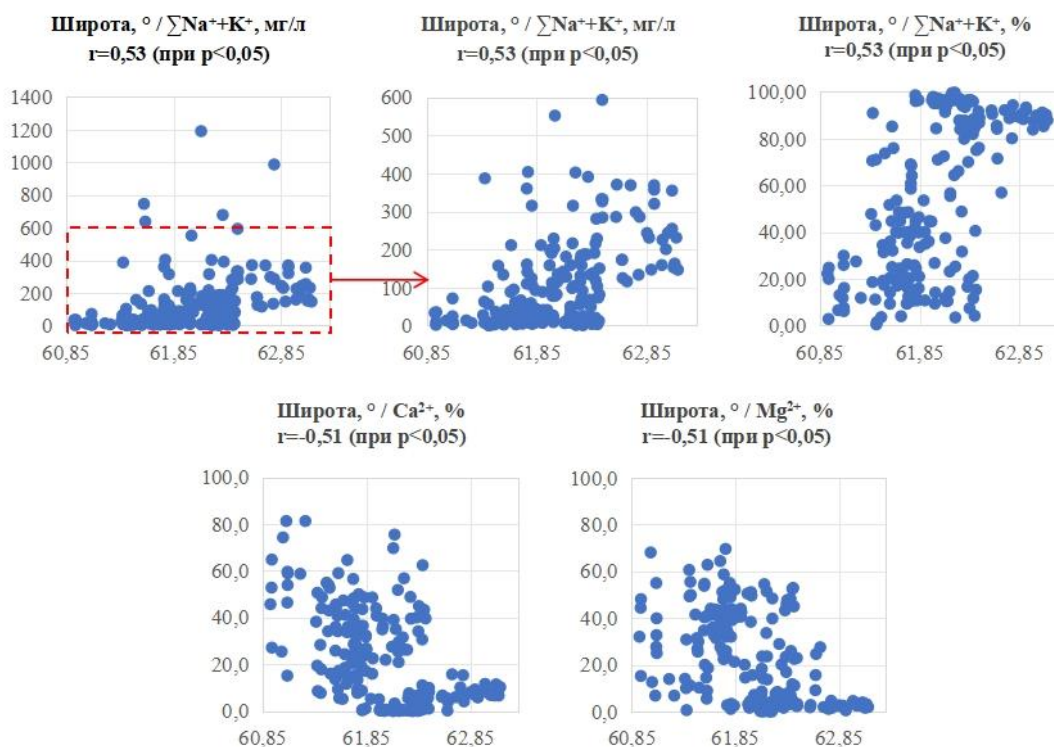 Широта, ° / ∑Na⁺+K⁺, мг/л
r=0,53 (при p<0,05)
1400
1200
1000
800
600
400
200
0
60,85 61,85 62,85
Широта, ° / ∑Na⁺+K⁺, мг/л
r=0,53 (при p<0,05)
600
500
400
300
200
100
0
60,85 61,85 62,85
Широта, ° / ∑Na⁺+K⁺, %
r=0,53 (при p<0,05)
100,00
80,00
60,00
40,00
20,00
0,00
60,85 61,85 62,85
Широта, ° / Ca²⁺, %
r=-0,51 (при p<0,05)
100,0
80,0
60,0
40,0
20,0
0,0
60,85 61,85 62,85
Широта, ° / Mg²⁺, %
r=-0,51 (при p<0,05)
100,0
80,0
60,0
40,0
20,0
0,0
60,85 61,85 62,85